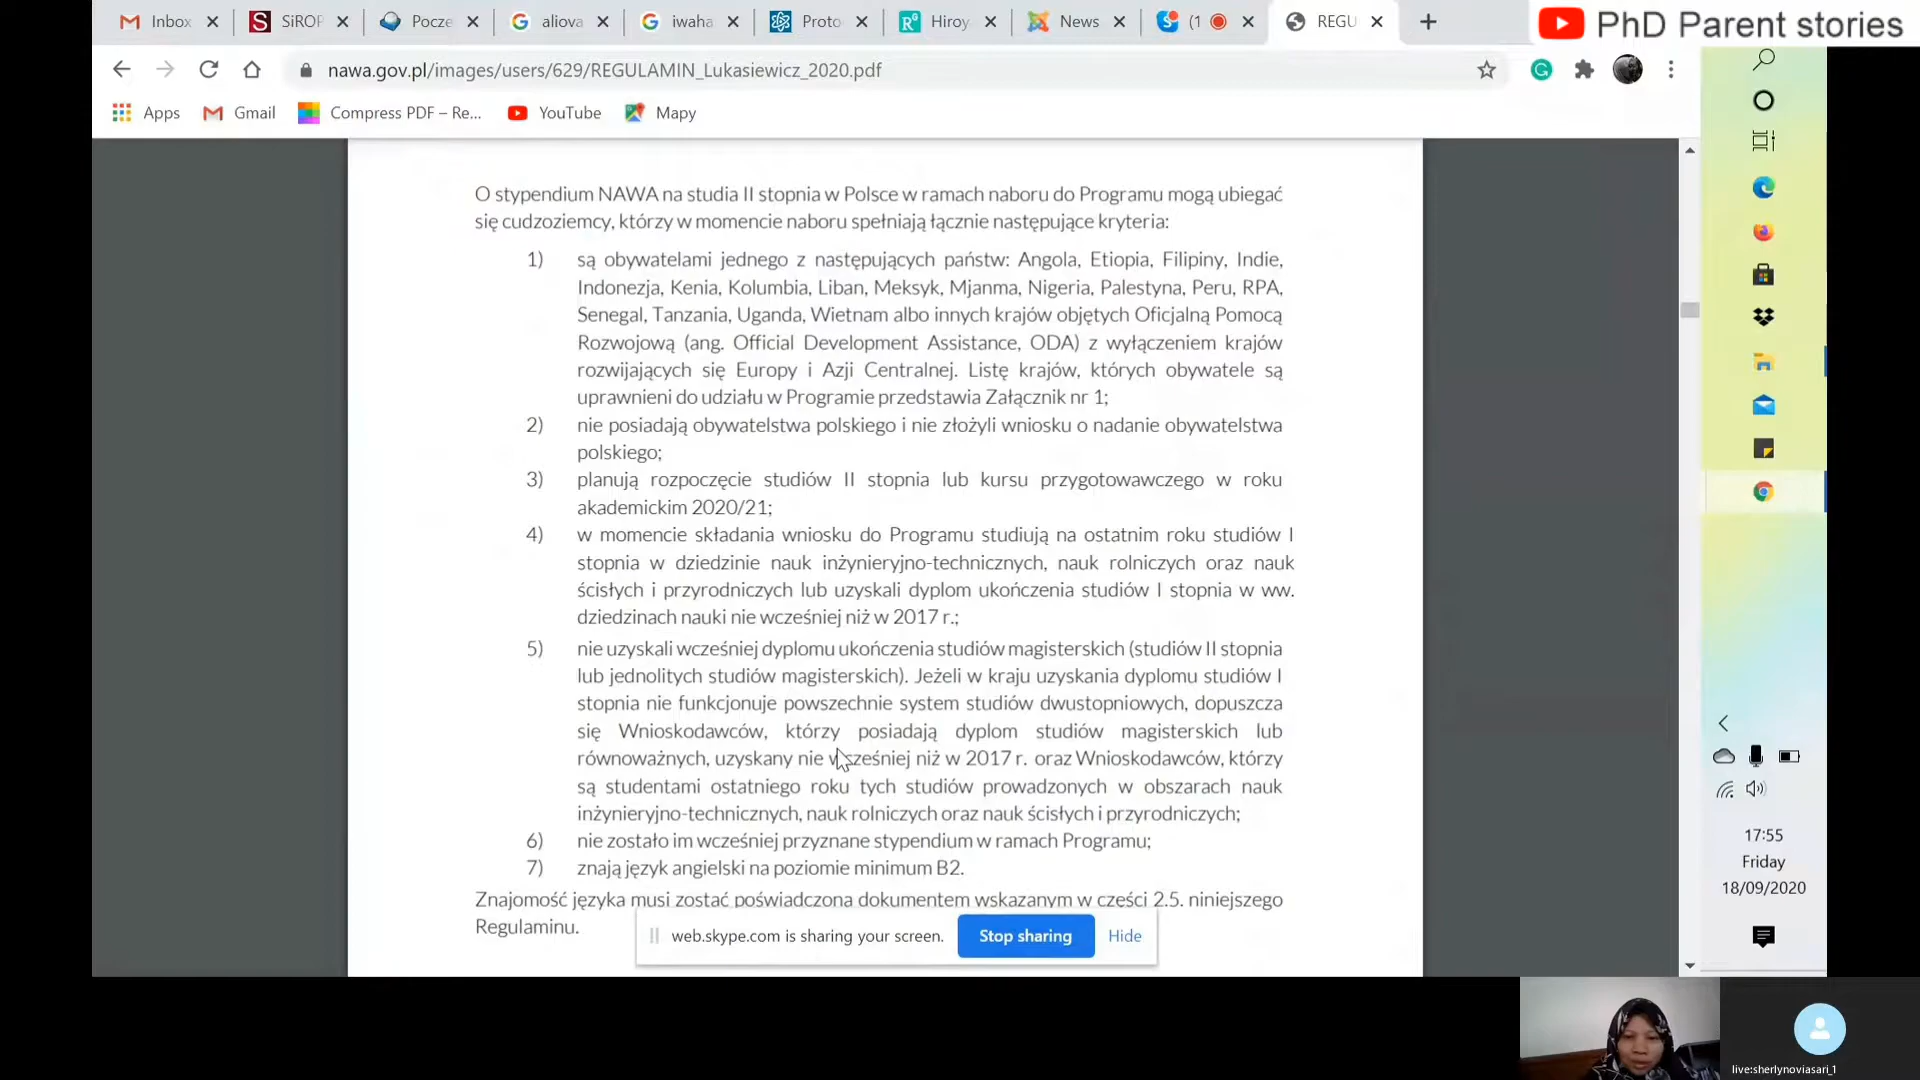 Inbox
SiROP
Pocze
aliova
iwaha
Proto
Hiroy
News
(1
REGU
PhD Parent stories
nawa.gov.pl/images/users/629/REGULAMIN_Lukasiewicz_2020.pdf
Apps
Gmail
Compress PDF – Re...
YouTube
Mapy
O stypendium NAWA na studia II stopnia w Polsce w ramach naboru do Programu mogą ubiegać
się cudzoziemcy, którzy w momencie naboru spełniają łącznie następujące kryteria:
1) są obywatelami jednego z następujących państw: Angola, Etiopia, Filipiny, Indie,
Indonezja, Kenia, Kolumbia, Liban, Meksyk, Mjanma, Nigeria, Palestyna, Peru, RPA,
Senegal, Tanzania, Uganda, Wietnam albo innych krajów objętych Oficjalną Pomocą
Rozwojową (ang. Official Development Assistance, ODA) z wyłączeniem krajów
rozwijających się Europy i Azji Centralnej. Listę krajów, których obywatele są
uprawnieni do udziału w Programie przedstawia Załącznik nr 1;
2) nie posiadają obywatelstwa polskiego i nie złożyli wniosku o nadanie obywatelstwa
polskiego;
3) planują rozpoczęcie studiów II stopnia lub kursu przygotowawczego w roku
akademickim 2020/21;
4) w momencie składania wniosku do Programu studiują na ostatnim roku studiów I
stopnia w dziedzinie nauk inżynieryjno-technicznych, nauk rolniczych oraz nauk
ścisłych i przyrodniczych lub uzyskali dyplom ukończenia studiów I stopnia w ww.
dziedzinach nauki nie wcześniej niż w 2017 r.;
5) nie uzyskali wcześniej dyplomu ukończenia studiów magisterskich (studiów II stopnia
lub jednolitych studiów magisterskich). Jeżeli w kraju uzyskania dyplomu studiów I
stopnia nie funkcjonuje powszechnie system studiów dwustopniowych, dopuszcza
się Wnioskodawców, którzy posiadają dyplom studiów magisterskich lub
równoważnych, uzyskany nie wcześniej niż w 2017 r. oraz Wnioskodawców, którzy
są studentami ostatniego roku tych studiów prowadzonych w obszarach nauk
inżynieryjno-technicznych, nauk rolniczych oraz nauk ścisłych i przyrodniczych;
6) nie zostało im wcześniej przyznane stypendium w ramach Programu;
7) znają język angielski na poziomie minimum B2.
Znajomość języka musi zostać poświadczona dokumentem wskazanym w części 2.5. niniejszego
Regulaminu.
web.skype.com is sharing your screen.
Stop sharing
Hide
17:55
Friday
18/09/2020
live:sherlynoviasari_1